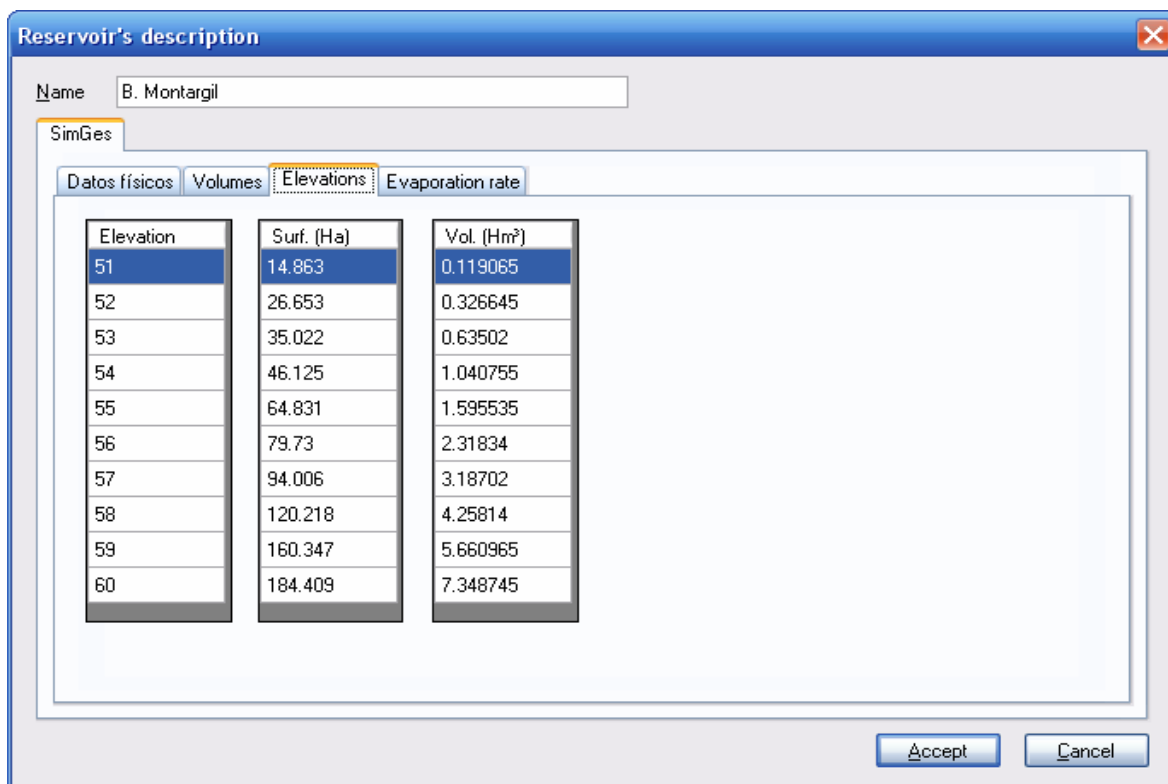 Reservoir's description
Name B. Montargil
SimGes
Datos físicos Volumes Elevations Evaporation rate
Elevation Surf. (Ha) Vol. (Hm³)
51 14.863 0.119065
52 26.653 0.326645
53 35.022 0.63502
54 46.125 1.040755
55 64.831 1.595535
56 79.73 2.31834
57 94.006 3.18702
58 120.218 4.25814
59 160.347 5.660965
60 184.409 7.348745
Accept Cancel